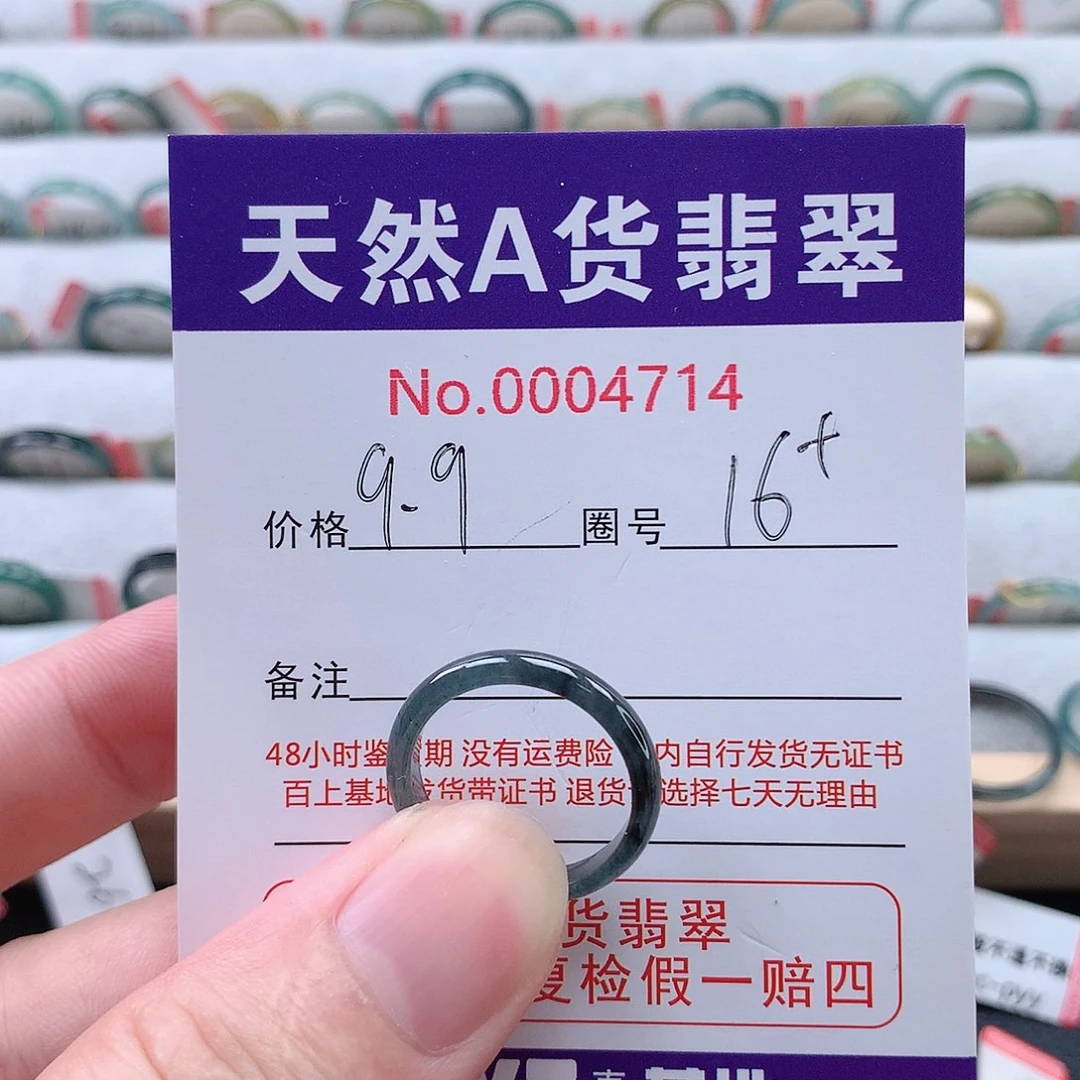 天然A货翡翠
No.0004714
价格 9.9 圈号 16+
备注
48小时鉴 期 没有运费险 内自行发货无证书
百上基地 发货带证书 退货 选择七天无理由
货翡翠
复检假一赔四